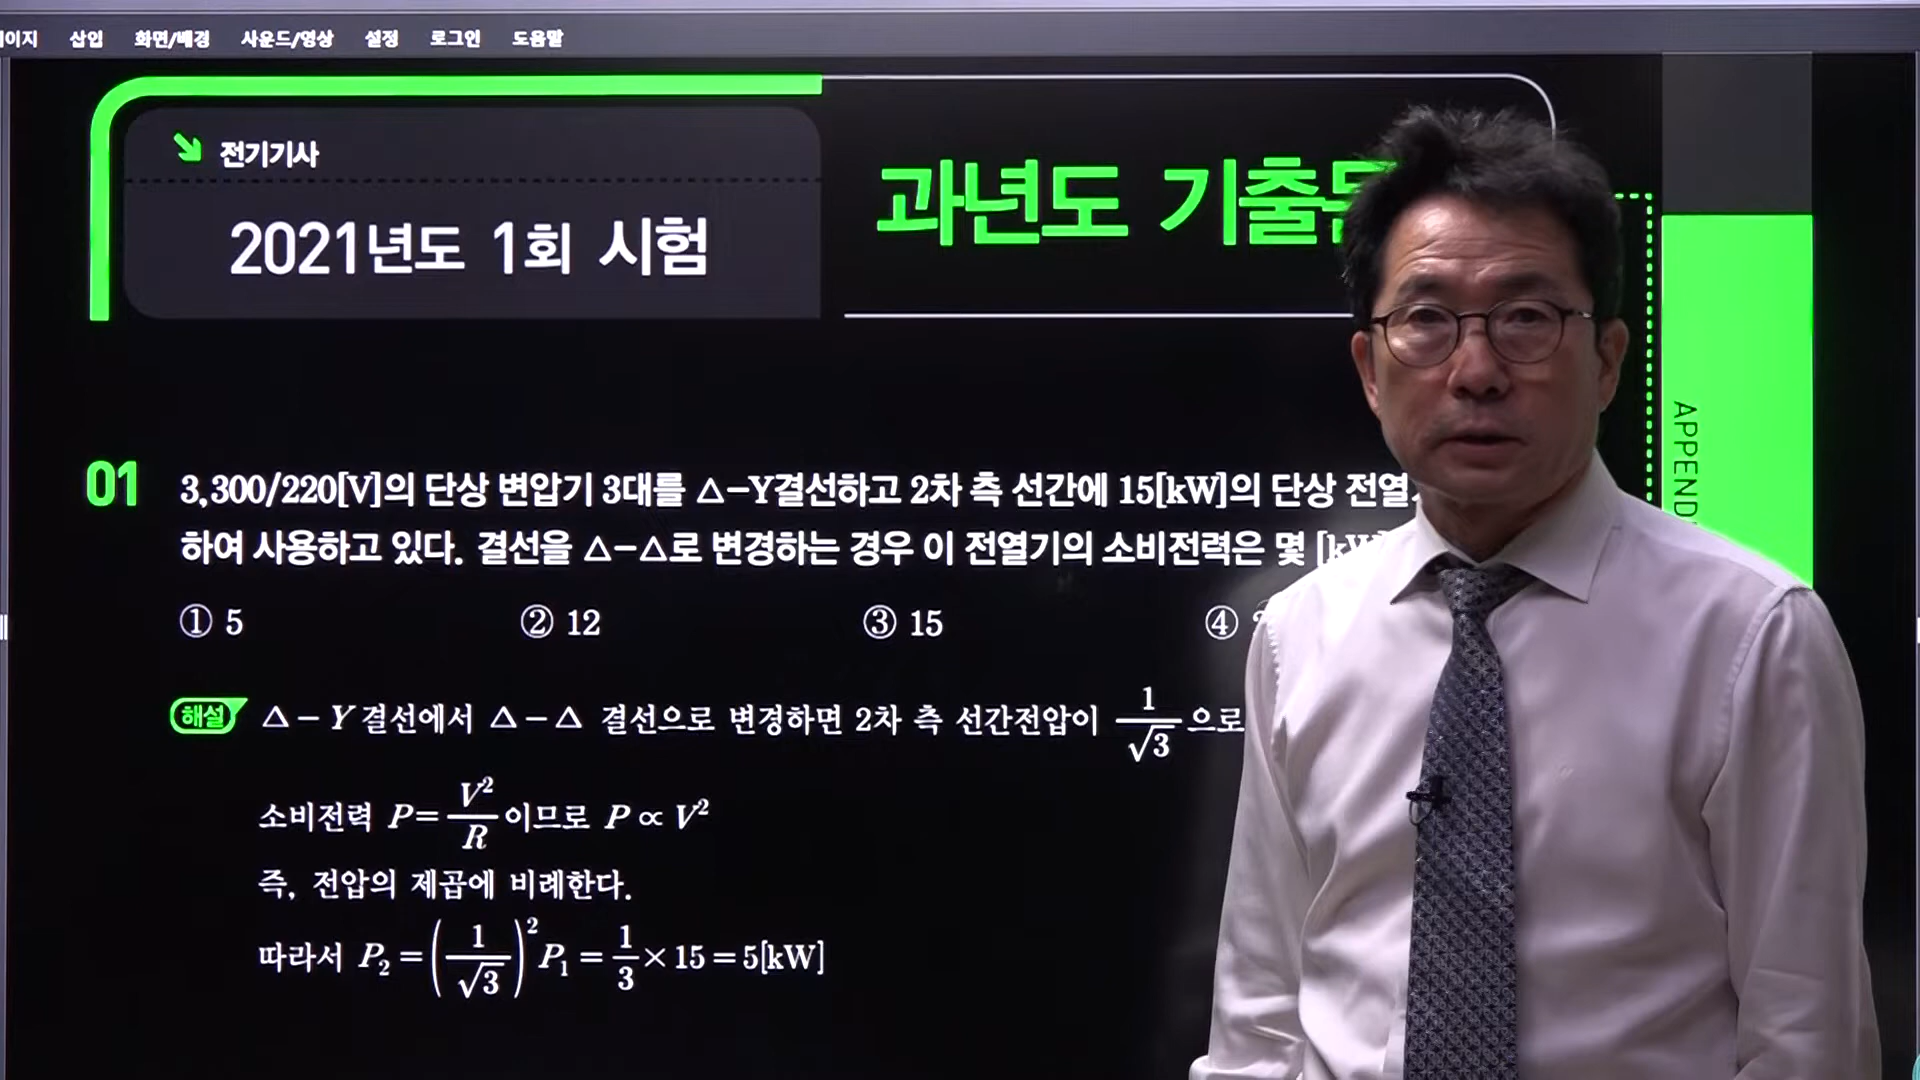 삽입 화면/배경 사운드/영상 설정 로그인 도움말
전기기사
2021년도 1회 시험
과년도 기출
01 3,300/220[V]의 단상 변압기 3대를 △-Y결선하고 2차 측 선간에 15[kW]의 단상 전열
하여 사용하고 있다. 결선을 △-△로 변경하는 경우 이 전열기의 소비전력은 몇 [kW]
① 5 ② 12 ③ 15 ④
해설 △-Y 결선에서 △-△ 결선으로 변경하면 2차 측 선간전압이 1/√3 으로
소비전력 P=V²/R 이므로 P∝V²
즉, 전압의 제곱에 비례한다.
따라서 P₂=(1/√3)²P₁=1/3×15=5[kW]
APPEND